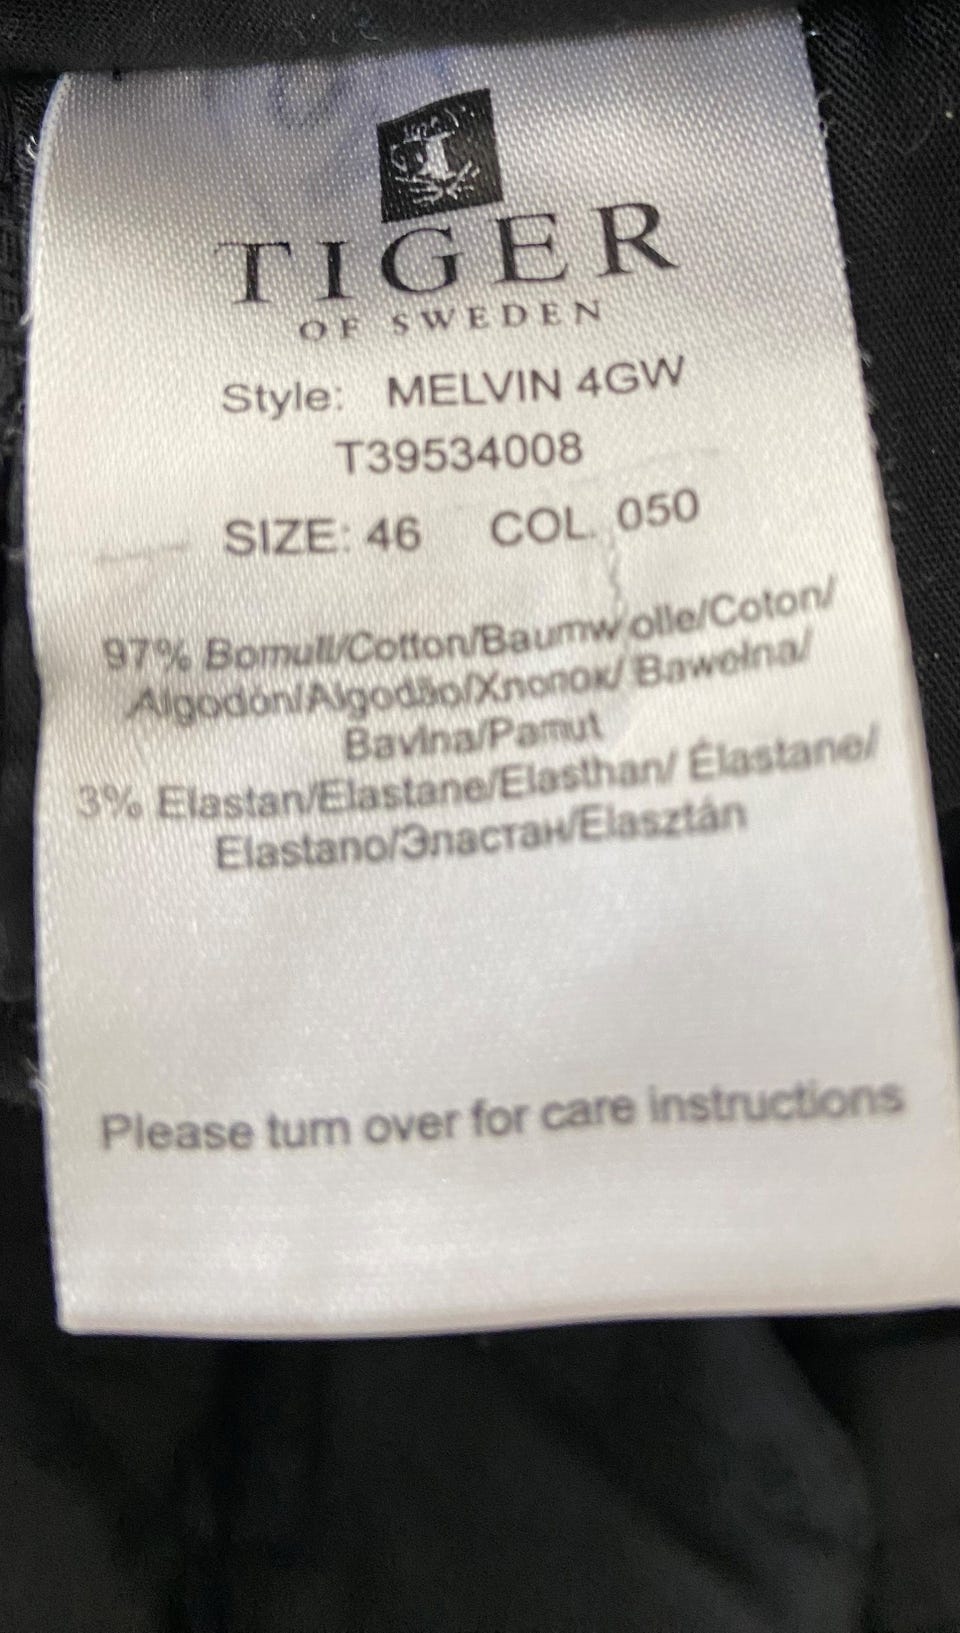 TIGER
OF SWEDEN
Style: MELVIN 4GW
T39534008
SIZE: 46 COL. 050
97% Bomull/Cotton/Baumwolle/Coton/
Algodón/Algodão/Хлопок/ Bawełna/
Bavlna/Pamut
3% Elastan/Elastane/Elasthan/ Élastane/
Elastano/Эластан/Elasztán
Please turn over for care instructions